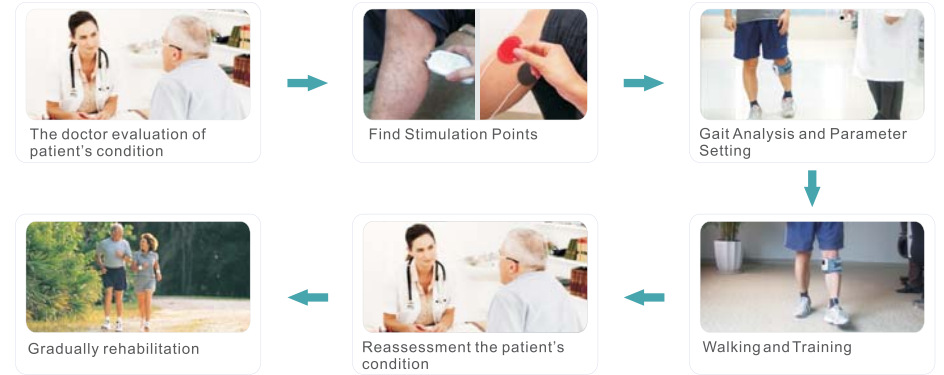 The doctor evaluation of
patient's condition
Find Stimulation Points
Gait Analysis and Parameter
Setting
Walking and Training
Reassessment the patient's
condition
Gradually rehabilitation